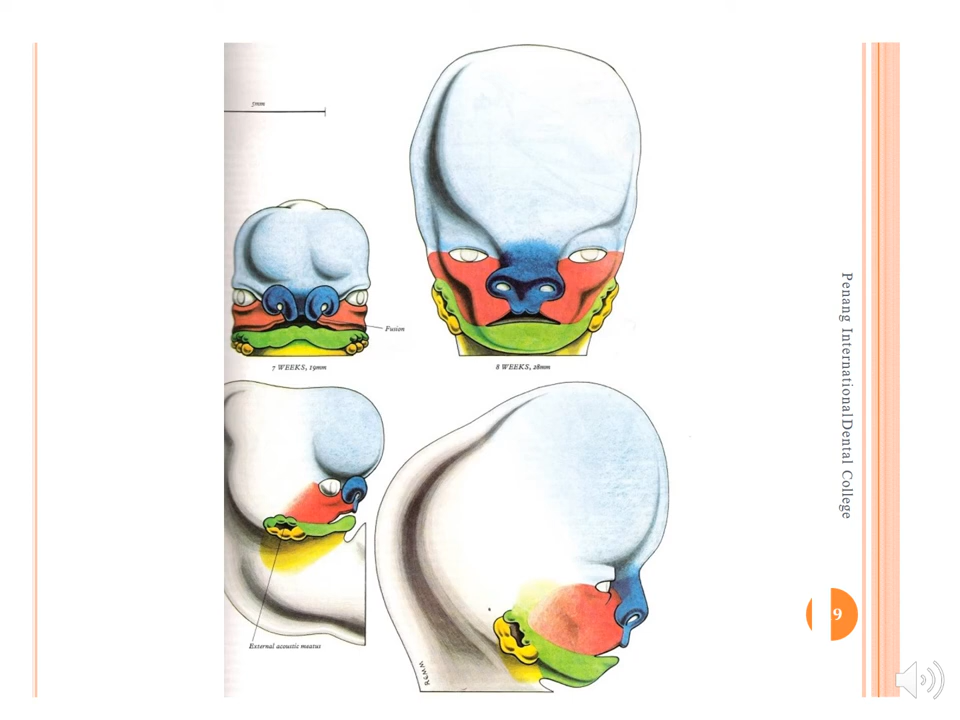 5mm
Fusion
7 WEEKS, 19mm
8 WEEKS, 28mm
External acoustic meatus
R.G.M.W.
Penang InternationalDental College
9